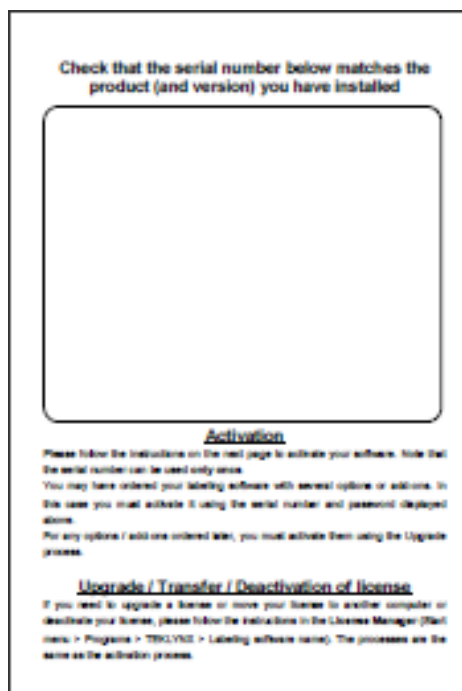 Check that the serial number below matches the
product (and version) you have installed
Activation
Please follow the instructions on the next page to activate your software. Note that
the serial number can be used only once.
You may have ordered your labeling software with several options or add-ons. In
this case you must activate it using the serial number and password displayed
above.
For any options / add-ons ordered later, you must activate them using the Upgrade
process.
Upgrade / Transfer / Deactivation of license
If you need to upgrade a license or move your license to another computer or
deactivate your license, please follow the instructions in the License Manager (Start
menu > Programs > TEKLYNX > Labeling software name). The processes are the
same as the activation process.